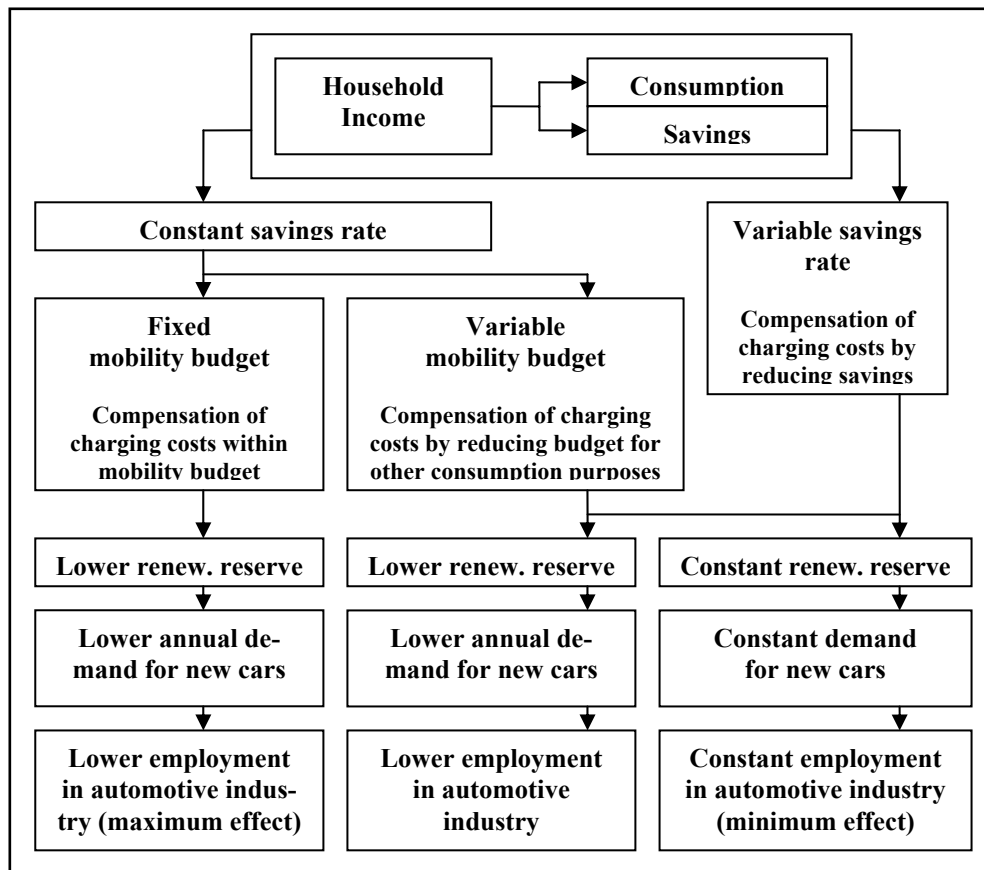 Household
Income
Consumption
Savings
Constant savings rate
Variable savings
rate
Compensation of
charging costs by
reducing savings
Fixed
mobility budget
Compensation of
charging costs within
mobility budget
Variable
mobility budget
Compensation of charging
costs by reducing budget for
other consumption purposes
Lower renew. reserve
Lower renew. reserve
Constant renew. reserve
Lower annual de-
mand for new cars
Lower annual de-
mand for new cars
Constant demand
for new cars
Lower employment
in automotive indus-
try (maximum effect)
Lower employment
in automotive
industry
Constant employment
in automotive industry
(minimum effect)